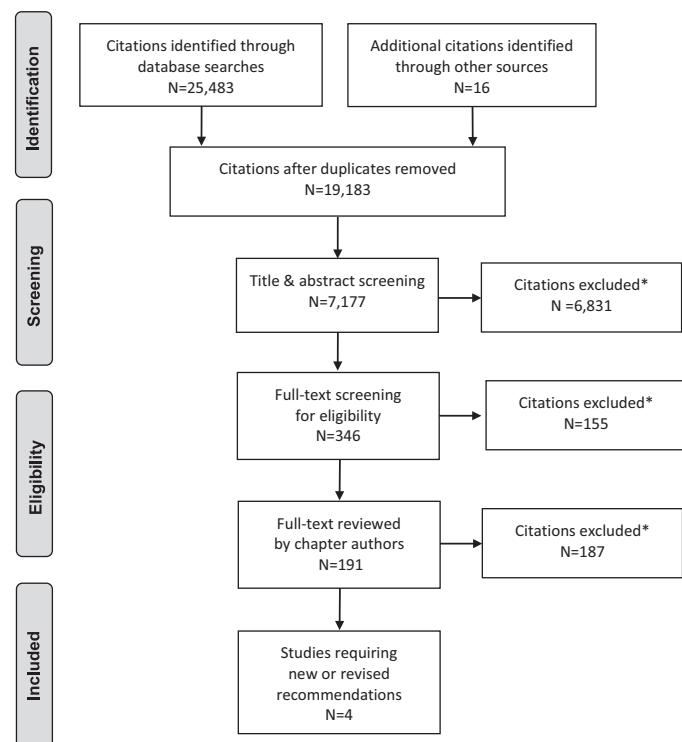 Identification
Citations identified through
database searches
N=25,483
Additional citations identified
through other sources
N=16
Citations after duplicates removed
N=19,183
Screening
Title & abstract screening
N=7,177
Citations excluded*
N =6,831
Eligibility
Full-text screening
for eligibility
N=346
Citations excluded*
N=155
Full-text reviewed
by chapter authors
N=191
Citations excluded*
N=187
Included
Studies requiring
new or revised
recommendations
N=4